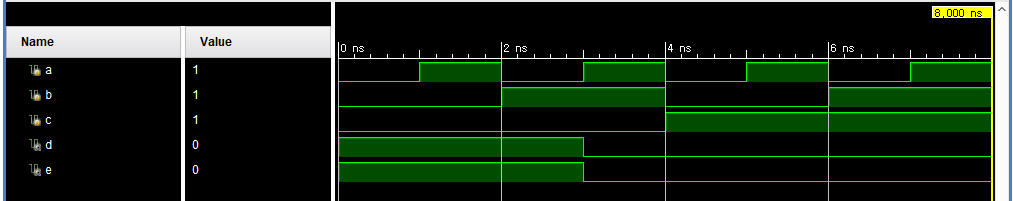 8,000 ns
Name Value
0 ns 2 ns 4 ns 6 ns
a 1
b 1
c 1
d 0
e 0